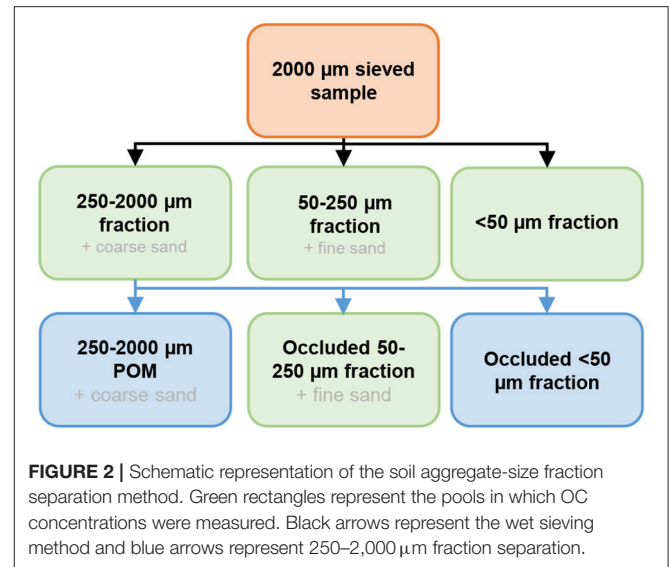 2000 µm sieved
sample
250-2000 µm
fraction
+ coarse sand
50-250 µm
fraction
+ fine sand
<50 µm fraction
250-2000 µm
POM
+ coarse sand
Occluded 50-
250 µm fraction
+ fine sand
Occluded <50
µm fraction
FIGURE 2 | Schematic representation of the soil aggregate-size fraction
separation method. Green rectangles represent the pools in which OC
concentrations were measured. Black arrows represent the wet sieving
method and blue arrows represent 250–2,000 µm fraction separation.